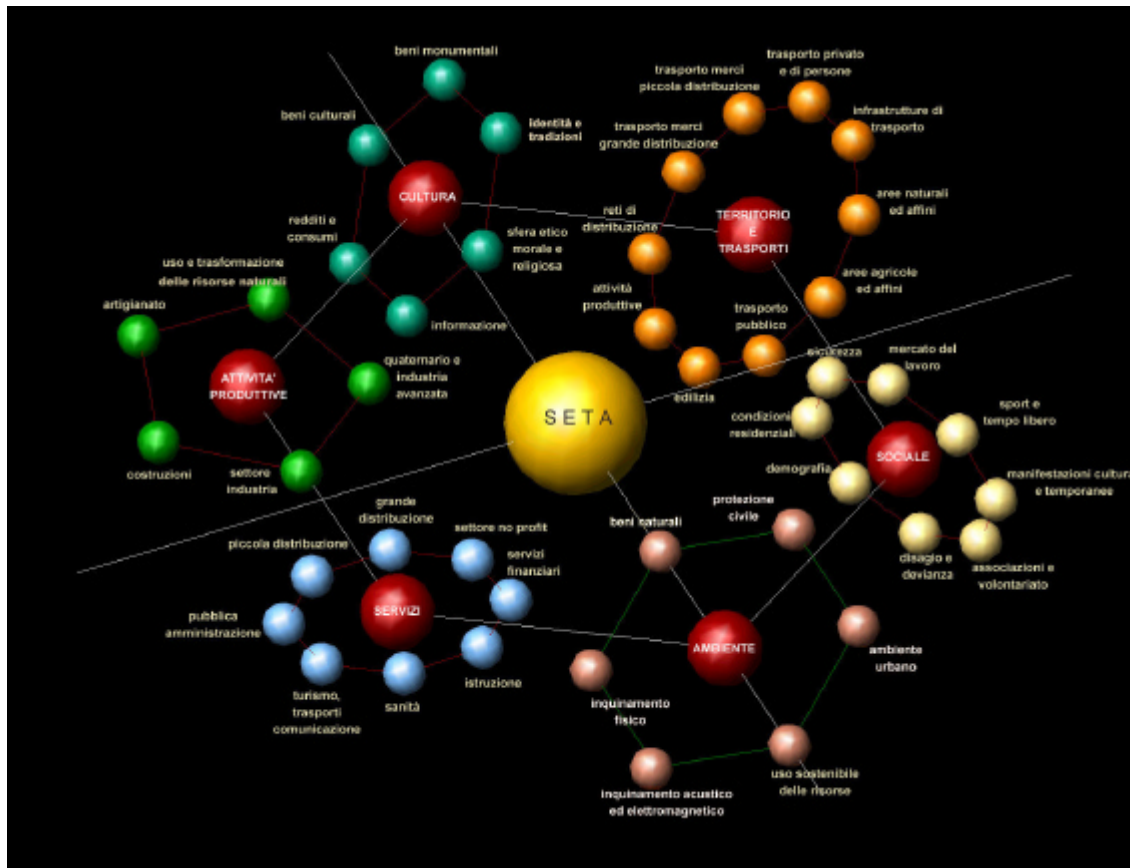 beni monumentali
beni culturali
identità e
tradizioni
CULTURA
redditi e
consumi
sfera etico
morale e
religiosa
informazione
trasporto privato
e di persone
trasporto merci
piccola distribuzione
infrastrutture di
trasporto
trasporto merci
grande distribuzione
aree naturali
ed affini
TERRITORIO
E
TRASPORTI
reti di
distribuzione
aree agricole
ed affini
attività
produttive
trasporto
pubblico
edilizia
uso e trasformazione
delle risorse naturali
artigianato
ATTIVITA'
PRODUTTIVE
quaternario e
industria
avanzata
costruzioni
settore
industria
SETA
sicurezza
mercato del
lavoro
sport e
tempo libero
condizioni
residenziali
SOCIALE
demografia
manifestazioni cultura
e temporanee
disagio e
devianza
associazioni e
volontariato
grande
distribuzione
settore no profit
piccola distribuzione
servizi
finanziari
pubblica
amministrazione
SERVIZI
istruzione
turismo,
trasporti
comunicazione
sanità
protezione
civile
beni naturali
AMBIENTE
ambiente
urbano
inquinamento
fisico
uso sostenibile
delle risorse
inquinamento acustico
ed elettromagnetico